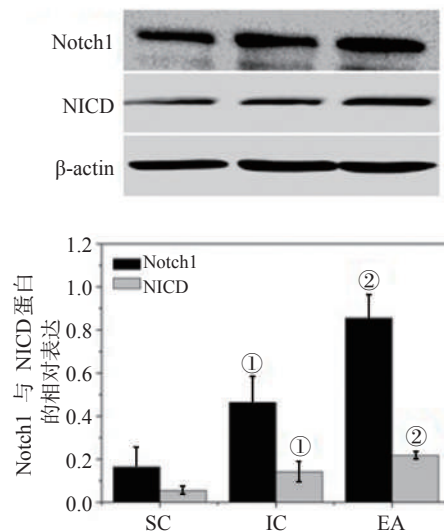 Notch1
NICD
β-actin
Notch1 与 NICD蛋白
的相对表达
1.2
1.0
0.8
0.6
0.4
0.2
0.0
Notch1
NICD
①
①
②
②
SC
IC
EA